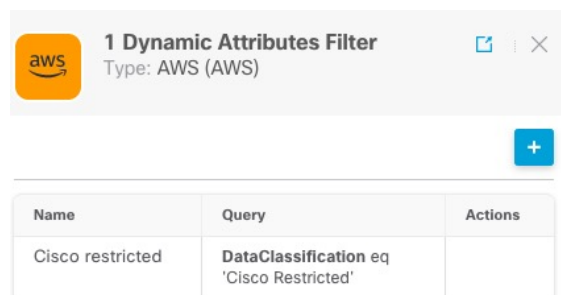 aws
1 Dynamic Attributes Filter
Type: AWS (AWS)
+
Name Query Actions
Cisco restricted DataClassification eq
'Cisco Restricted'